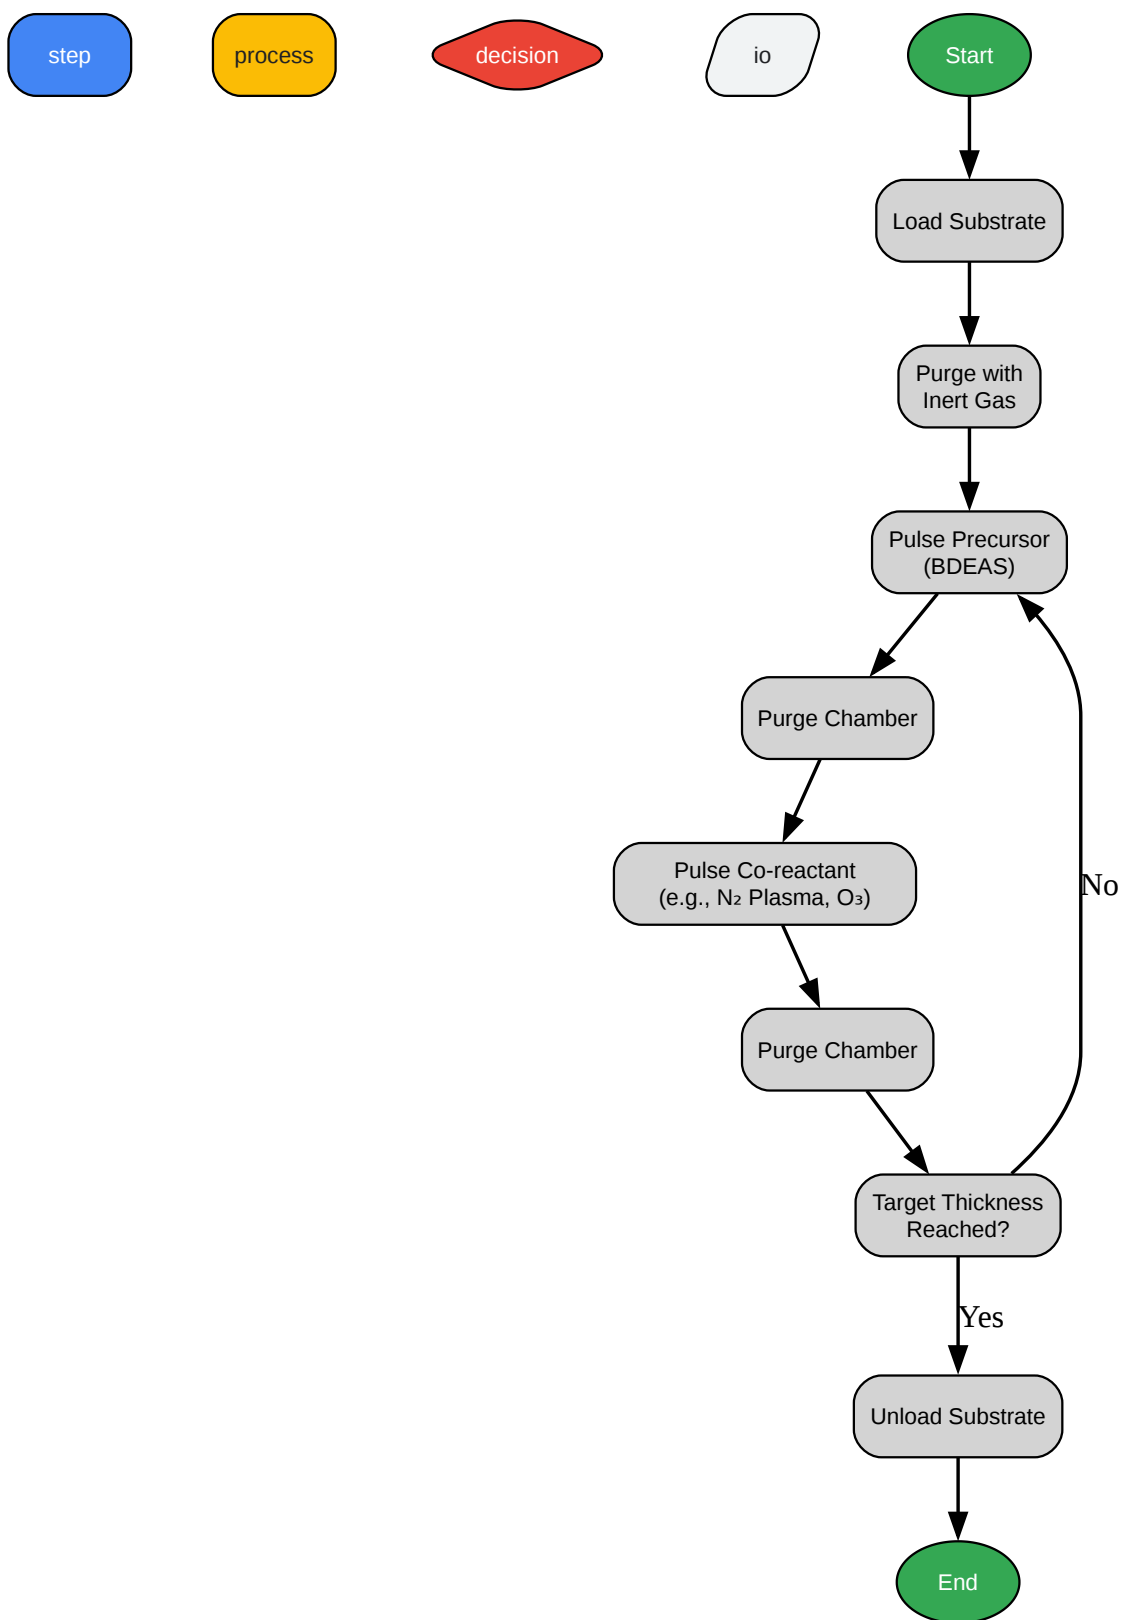 step
process
decision
io
Start
Load Substrate
Purge with
Inert Gas
Pulse Precursor
(BDEAS)
Purge Chamber
Pulse Co-reactant
(e.g., N₂ Plasma, O₃)
No
Purge Chamber
Target Thickness
Reached?
Yes
Unload Substrate
End